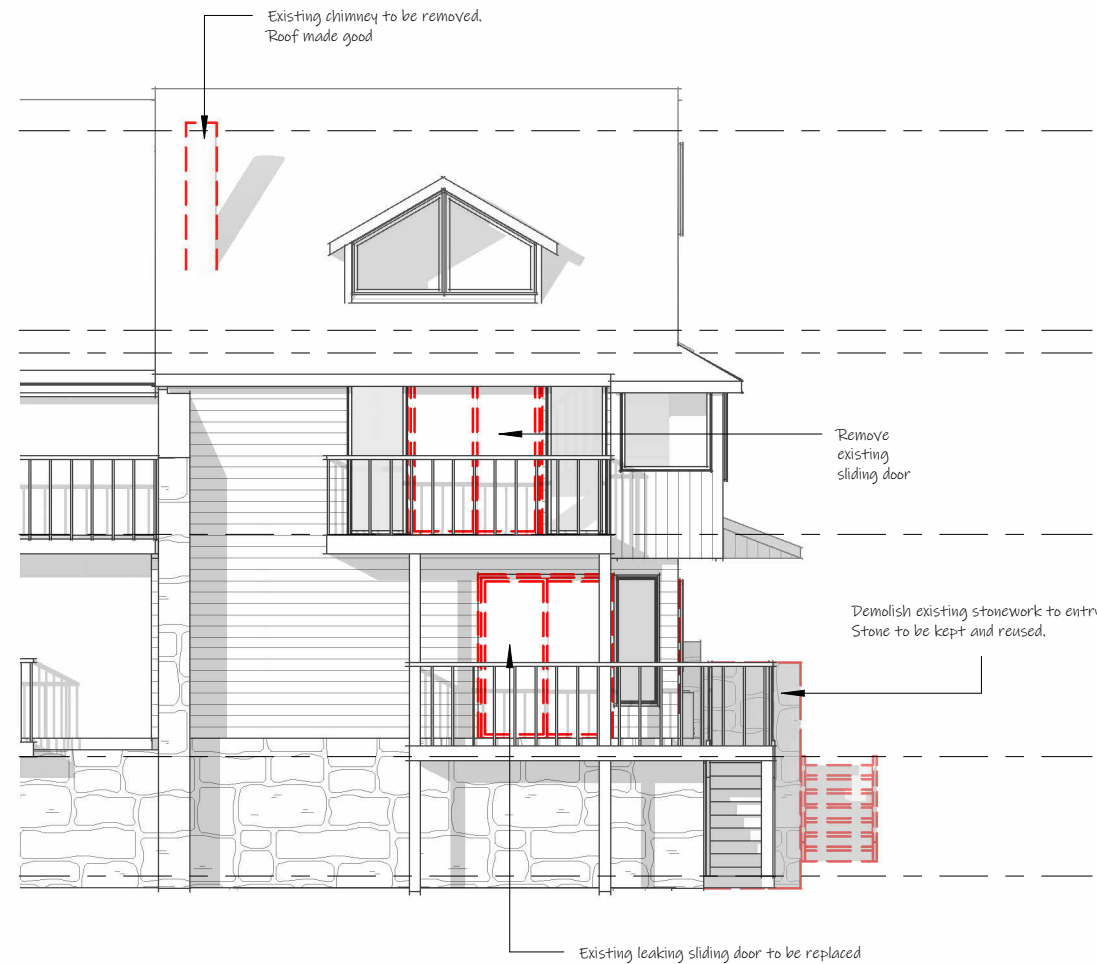 Existing chimney to be removed.
Roof made good
Remove
existing
sliding door
Demolish existing stonework to entry
Stone to be kept and reused.
Existing leaking sliding door to be replaced